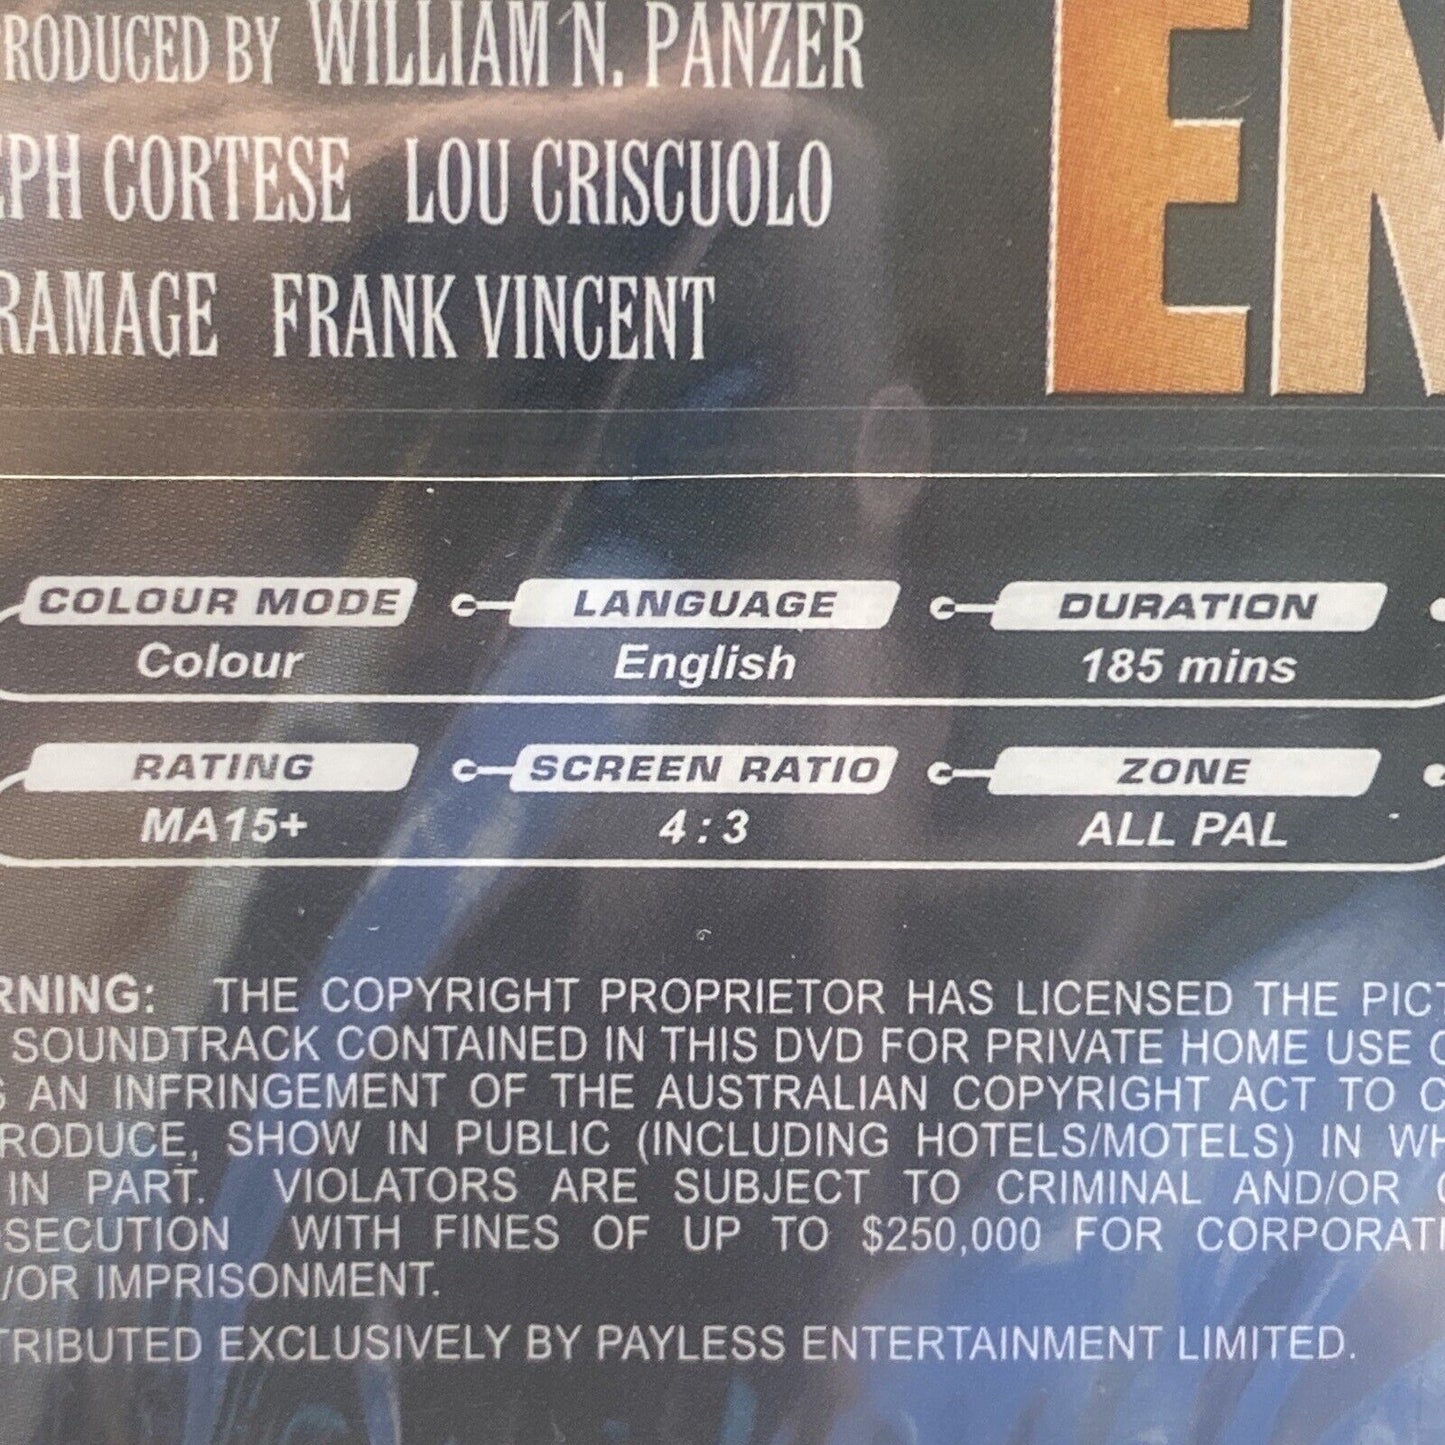 RODUCED BY WILLIAM N. PANZER
EN
EPH CORTESE LOU CRISCUOLO
RAMAGE FRANK VINCENT
COLOUR MODE LANGUAGE DURATION
Colour English 185 mins
RATING SCREEN RATIO ZONE
MA15+ 4 : 3 ALL PAL
RNING: THE COPYRIGHT PROPRIETOR HAS LICENSED THE PICT
SOUNDTRACK CONTAINED IN THIS DVD FOR PRIVATE HOME USE O
S AN INFRINGEMENT OF THE AUSTRALIAN COPYRIGHT ACT TO C
RODUCE, SHOW IN PUBLIC (INCLUDING HOTELS/MOTELS) IN WH
IN PART. VIOLATORS ARE SUBJECT TO CRIMINAL AND/OR C
SECUTION WITH FINES OF UP TO $250,000 FOR CORPORATI
/OR IMPRISONMENT.
TRIBUTED EXCLUSIVELY BY PAYLESS ENTERTAINMENT LIMITED.